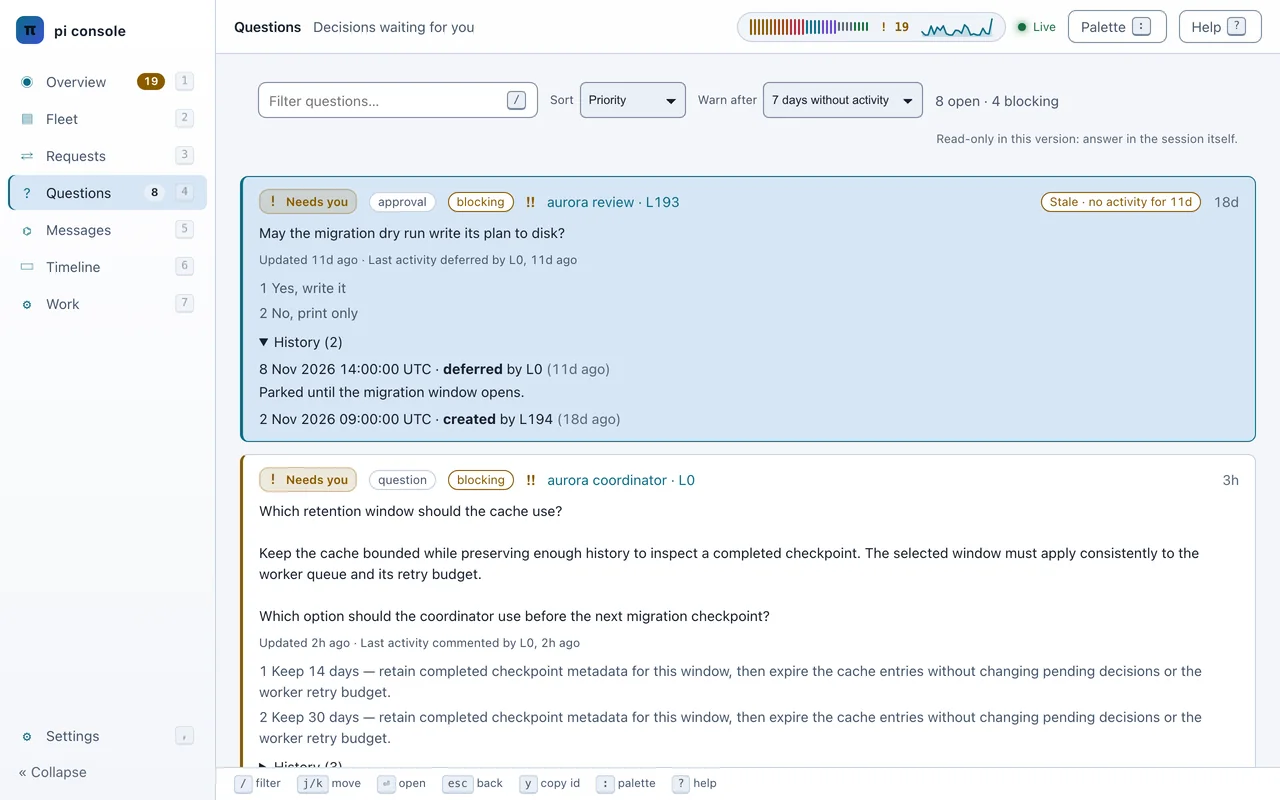 π pi console
Overview 19 1
Fleet 2
Requests 3
? Questions 8 4
Messages 5
Timeline 6
Work 7
Settings ,
« Collapse
Questions Decisions waiting for you
! 19
Live
Palette :
Help ?
Filter questions... /
Sort Priority
Warn after 7 days without activity
8 open · 4 blocking
Read-only in this version: answer in the session itself.
! Needs you approval blocking !! aurora review · L193 Stale · no activity for 11d 18d
May the migration dry run write its plan to disk?
Updated 11d ago · Last activity deferred by L0, 11d ago
1 Yes, write it
2 No, print only
▼ History (2)
8 Nov 2026 14:00:00 UTC · deferred by L0 (11d ago)
Parked until the migration window opens.
2 Nov 2026 09:00:00 UTC · created by L194 (18d ago)
! Needs you question blocking !! aurora coordinator · L0 3h
Which retention window should the cache use?
Keep the cache bounded while preserving enough history to inspect a completed checkpoint. The selected window must apply consistently to the
worker queue and its retry budget.
Which option should the coordinator use before the next migration checkpoint?
Updated 2h ago · Last activity commented by L0, 2h ago
1 Keep 14 days — retain completed checkpoint metadata for this window, then expire the cache entries without changing pending decisions or the
worker retry budget.
2 Keep 30 days — retain completed checkpoint metadata for this window, then expire the cache entries without changing pending decisions or the
worker retry budget.
▶ History (3)
/ filter j/k move ⏎ open esc back y copy id : palette ? help